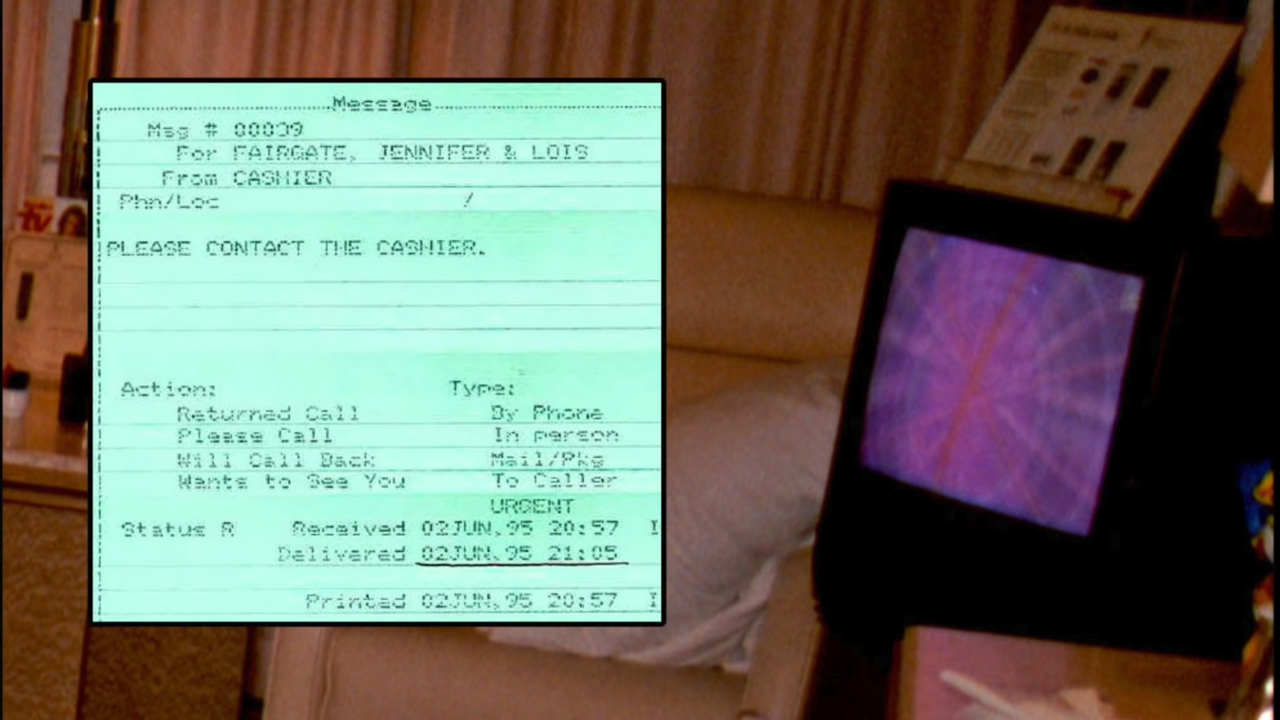 Message
Msg # 00039
For FAIRGATE, JENNIFER & LOIS
From CASHIER
Phn/Loc /
PLEASE CONTACT THE CASHIER.
Action: Type:
Returned Call By Phone
Please Call In person
Will Call Back Mail/Pkg
Wants to See You To Caller
URGENT
Status R Received 02JUN.95 20:57 I
Delivered 02JUN.95 21:05
Printed 02JUN.95 20:57 I
tv